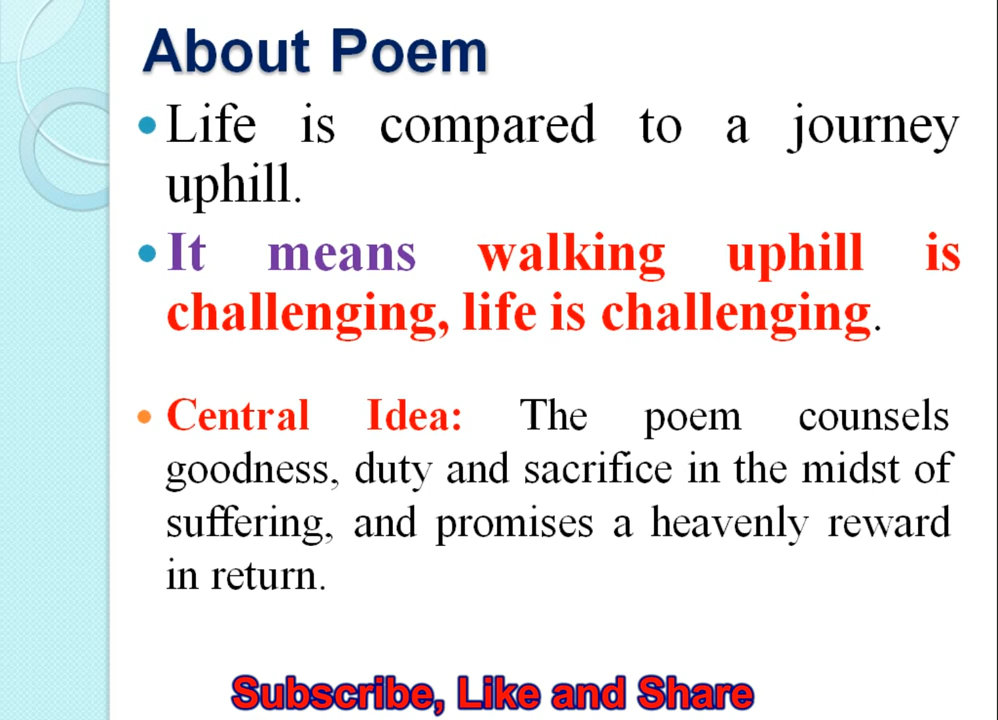 About Poem
• Life is compared to a journey
uphill.
• It means walking uphill is
challenging, life is challenging.
• Central Idea: The poem counsels
goodness, duty and sacrifice in the midst of
suffering, and promises a heavenly reward
in return.
Subscribe, Like and Share